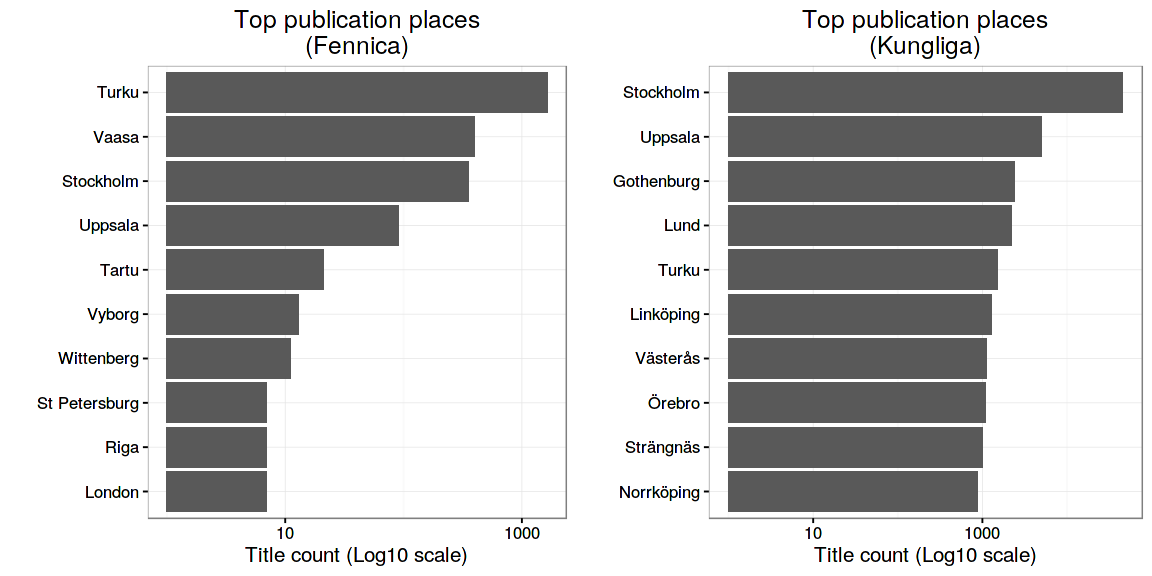 Top publication places
(Fennica)
Turku
Vaasa
Stockholm
Uppsala
Tartu
Vyborg
Wittenberg
St Petersburg
Riga
London
10
1000
Title count (Log10 scale)
Top publication places
(Kungliga)
Stockholm
Uppsala
Gothenburg
Lund
Turku
Linköping
Västerås
Örebro
Strängnäs
Norrköping
10
1000
Title count (Log10 scale)